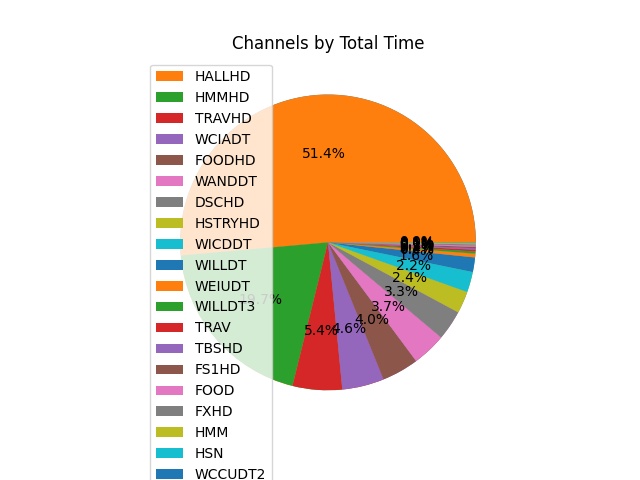 Channels by Total Time
HALLHD
HMMHD
TRAVHD
WCIADT
FOODHD
WANDDT
DSCHD
HSTRYHD
WICDDT
WILLDT
WEIUDT
WILLDT3
TRAV
TBSHD
FS1HD
FOOD
FXHD
HMM
HSN
WCCUDT2
51.4%
5.4%
4.6%
4.0%
3.7%
3.3%
2.4%
2.2%
1.6%